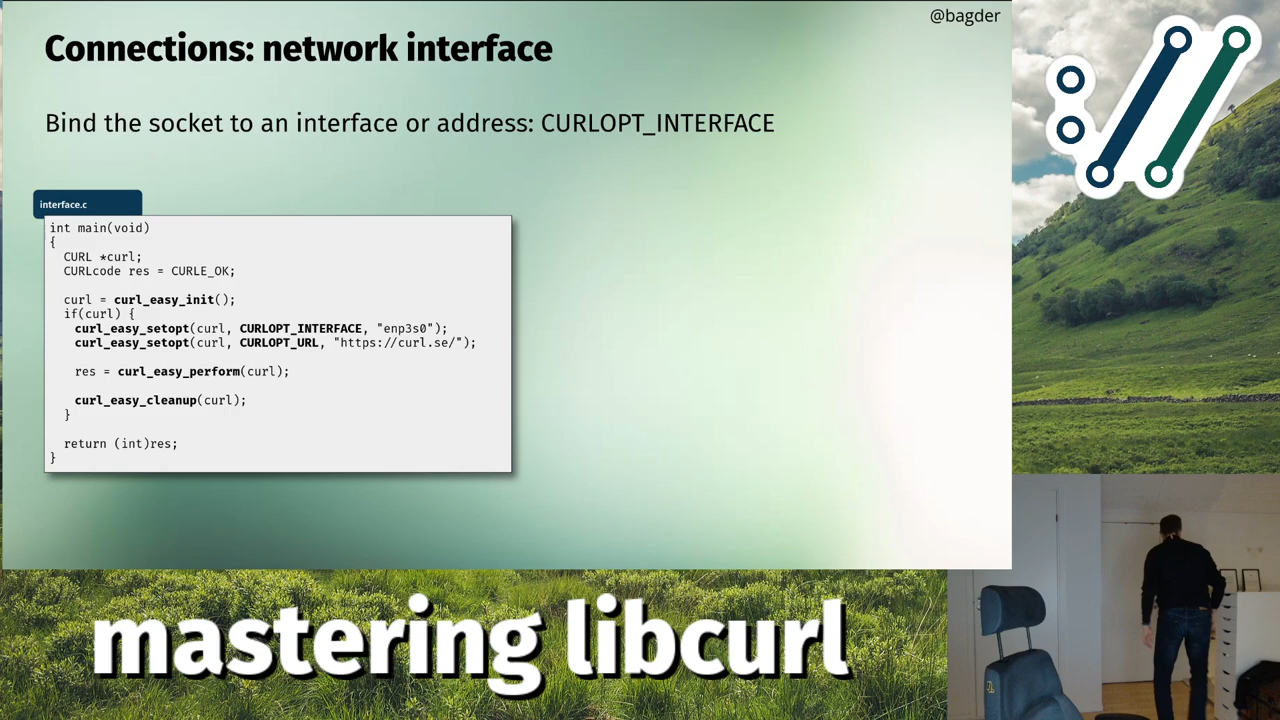 @bagder
Connections: network interface
Bind the socket to an interface or address: CURLOPT_INTERFACE
interface.c
int main(void)
{
  CURL *curl;
  CURLcode res = CURLE_OK;

  curl = curl_easy_init();
  if(curl) {
    curl_easy_setopt(curl, CURLOPT_INTERFACE, "enp3s0");
    curl_easy_setopt(curl, CURLOPT_URL, "https://curl.se/");

    res = curl_easy_perform(curl);

    curl_easy_cleanup(curl);
  }

  return (int)res;
}
mastering libcurl